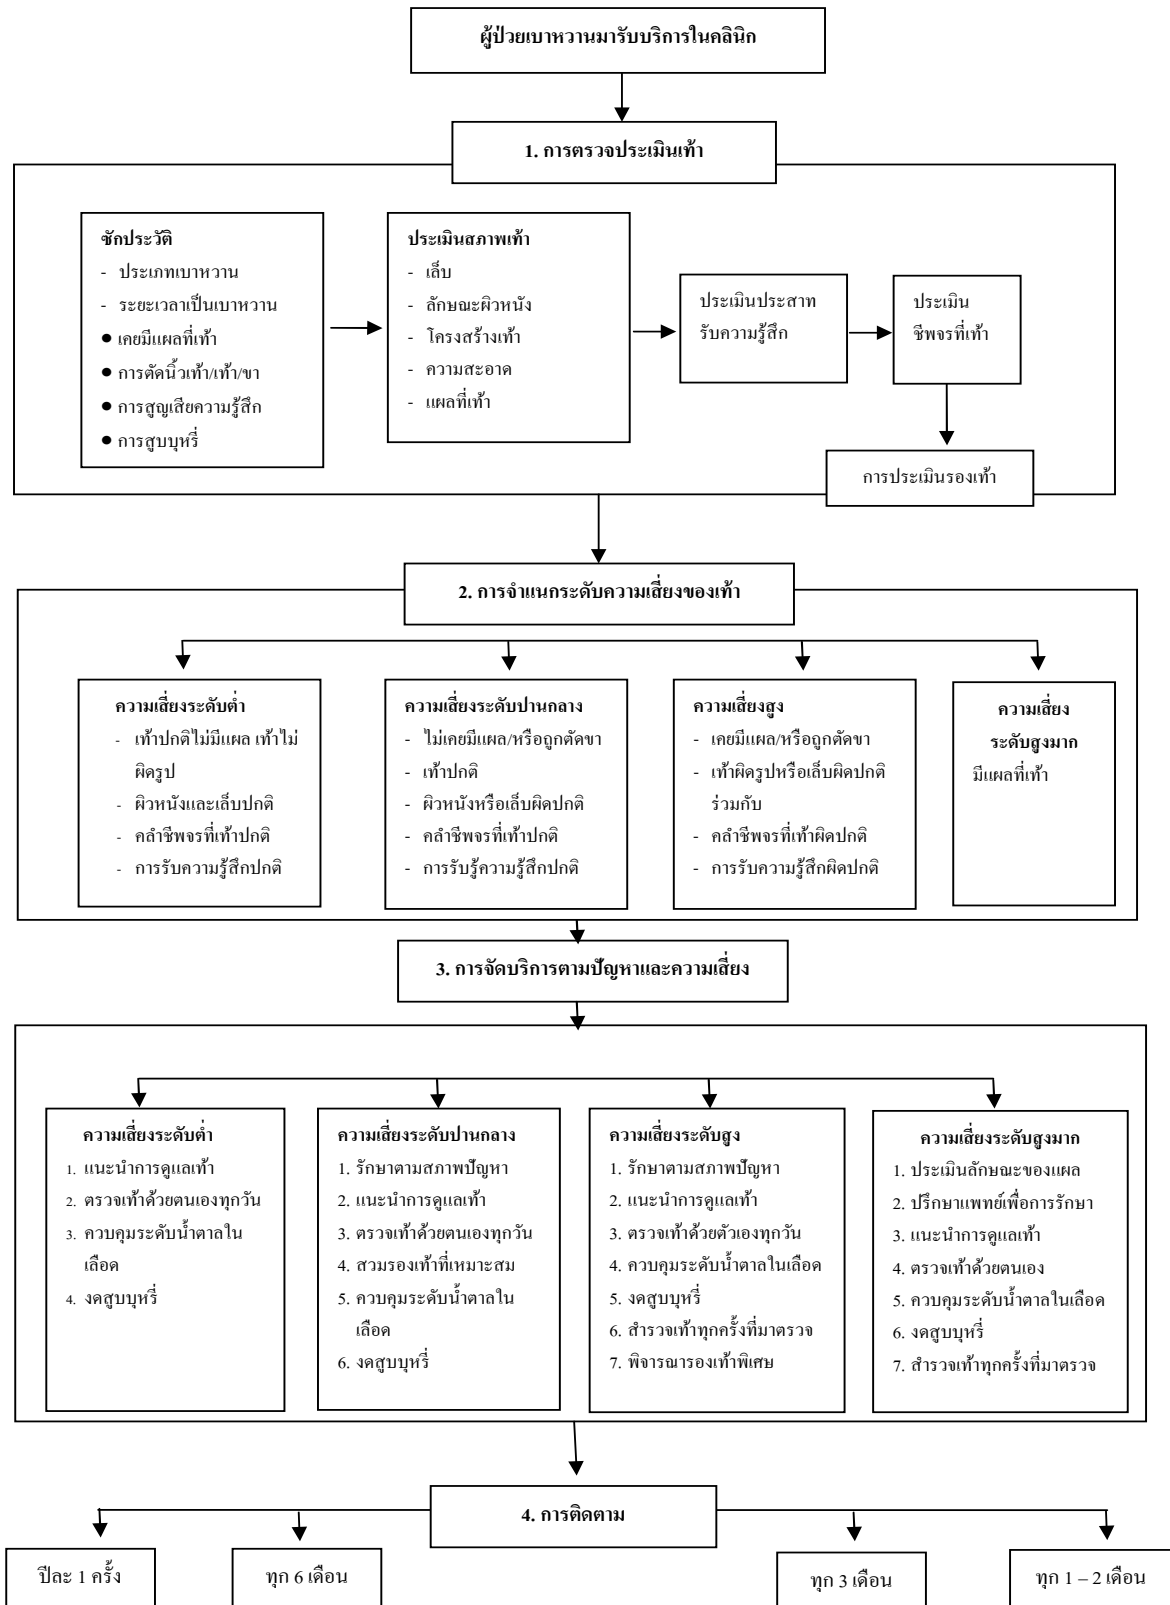 ผู้ป่วยเบาหวานมารับบริการในคลินิก
1. การตรวจประเมินเท้า
ซักประวัติ
- ประเภทเบาหวาน
- ระยะเวลาเป็นเบาหวาน
● เคยมีแผลที่เท้า
● การตัดนิ้วเท้า/เท้า/ขา
● การสูญเสียความรู้สึก
● การสูบบุหรี่
ประเมินสภาพเท้า
- เล็บ
- ลักษณะผิวหนัง
- โครงสร้างเท้า
- ความสะอาด
- แผลที่เท้า
ประเมินประสาท
รับความรู้สึก
ประเมิน
ชีพจรที่เท้า
การประเมินรองเท้า
2. การจำแนกระดับความเสี่ยงของเท้า
ความเสี่ยงระดับต่ำ
- เท้าปกติไม่มีแผล เท้าไม่
ผิดรูป
- ผิวหนังและเล็บปกติ
- คลำชีพจรที่เท้าปกติ
- การรับความรู้สึกปกติ
ความเสี่ยงระดับปานกลาง
- ไม่เคยมีแผล/หรือถูกตัดขา
- เท้าปกติ
- ผิวหนังหรือเล็บผิดปกติ
- คลำชีพจรที่เท้าปกติ
- การรับรู้ความรู้สึกปกติ
ความเสี่ยงสูง
- เคยมีแผล/หรือถูกตัดขา
- เท้าผิดรูปหรือเล็บผิดปกติ
ร่วมกับ
- คลำชีพจรที่เท้าผิดปกติ
- การรับความรู้สึกผิดปกติ
ความเสี่ยง
ระดับสูงมาก
มีแผลที่เท้า
3. การจัดบริการตามปัญหาและความเสี่ยง
ความเสี่ยงระดับต่ำ
1. แนะนำการดูแลเท้า
2. ตรวจเท้าด้วยตนเองทุกวัน
3. ควบคุมระดับน้ำตาลใน
เลือด
4. งดสูบบุหรี่
ความเสี่ยงระดับปานกลาง
1. รักษาตามสภาพปัญหา
2. แนะนำการดูแลเท้า
3. ตรวจเท้าด้วยตนเองทุกวัน
4. สวมรองเท้าที่เหมาะสม
5. ควบคุมระดับน้ำตาลใน
เลือด
6. งดสูบบุหรี่
ความเสี่ยงระดับสูง
1. รักษาตามสภาพปัญหา
2. แนะนำการดูแลเท้า
3. ตรวจเท้าด้วยตัวเองทุกวัน
4. ควบคุมระดับน้ำตาลในเลือด
5. งดสูบบุหรี่
6. สำรวจเท้าทุกครั้งที่มาตรวจ
7. พิจารณารองเท้าพิเศษ
ความเสี่ยงระดับสูงมาก
1. ประเมินลักษณะของแผล
2. ปรึกษาแพทย์เพื่อการรักษา
3. แนะนำการดูแลเท้า
4. ตรวจเท้าด้วยตนเอง
5. ควบคุมระดับน้ำตาลในเลือด
6. งดสูบบุหรี่
7. สำรวจเท้าทุกครั้งที่มาตรวจ
4. การติดตาม
ปีละ 1 ครั้ง
ทุก 6 เดือน
ทุก 3 เดือน
ทุก 1 – 2 เดือน